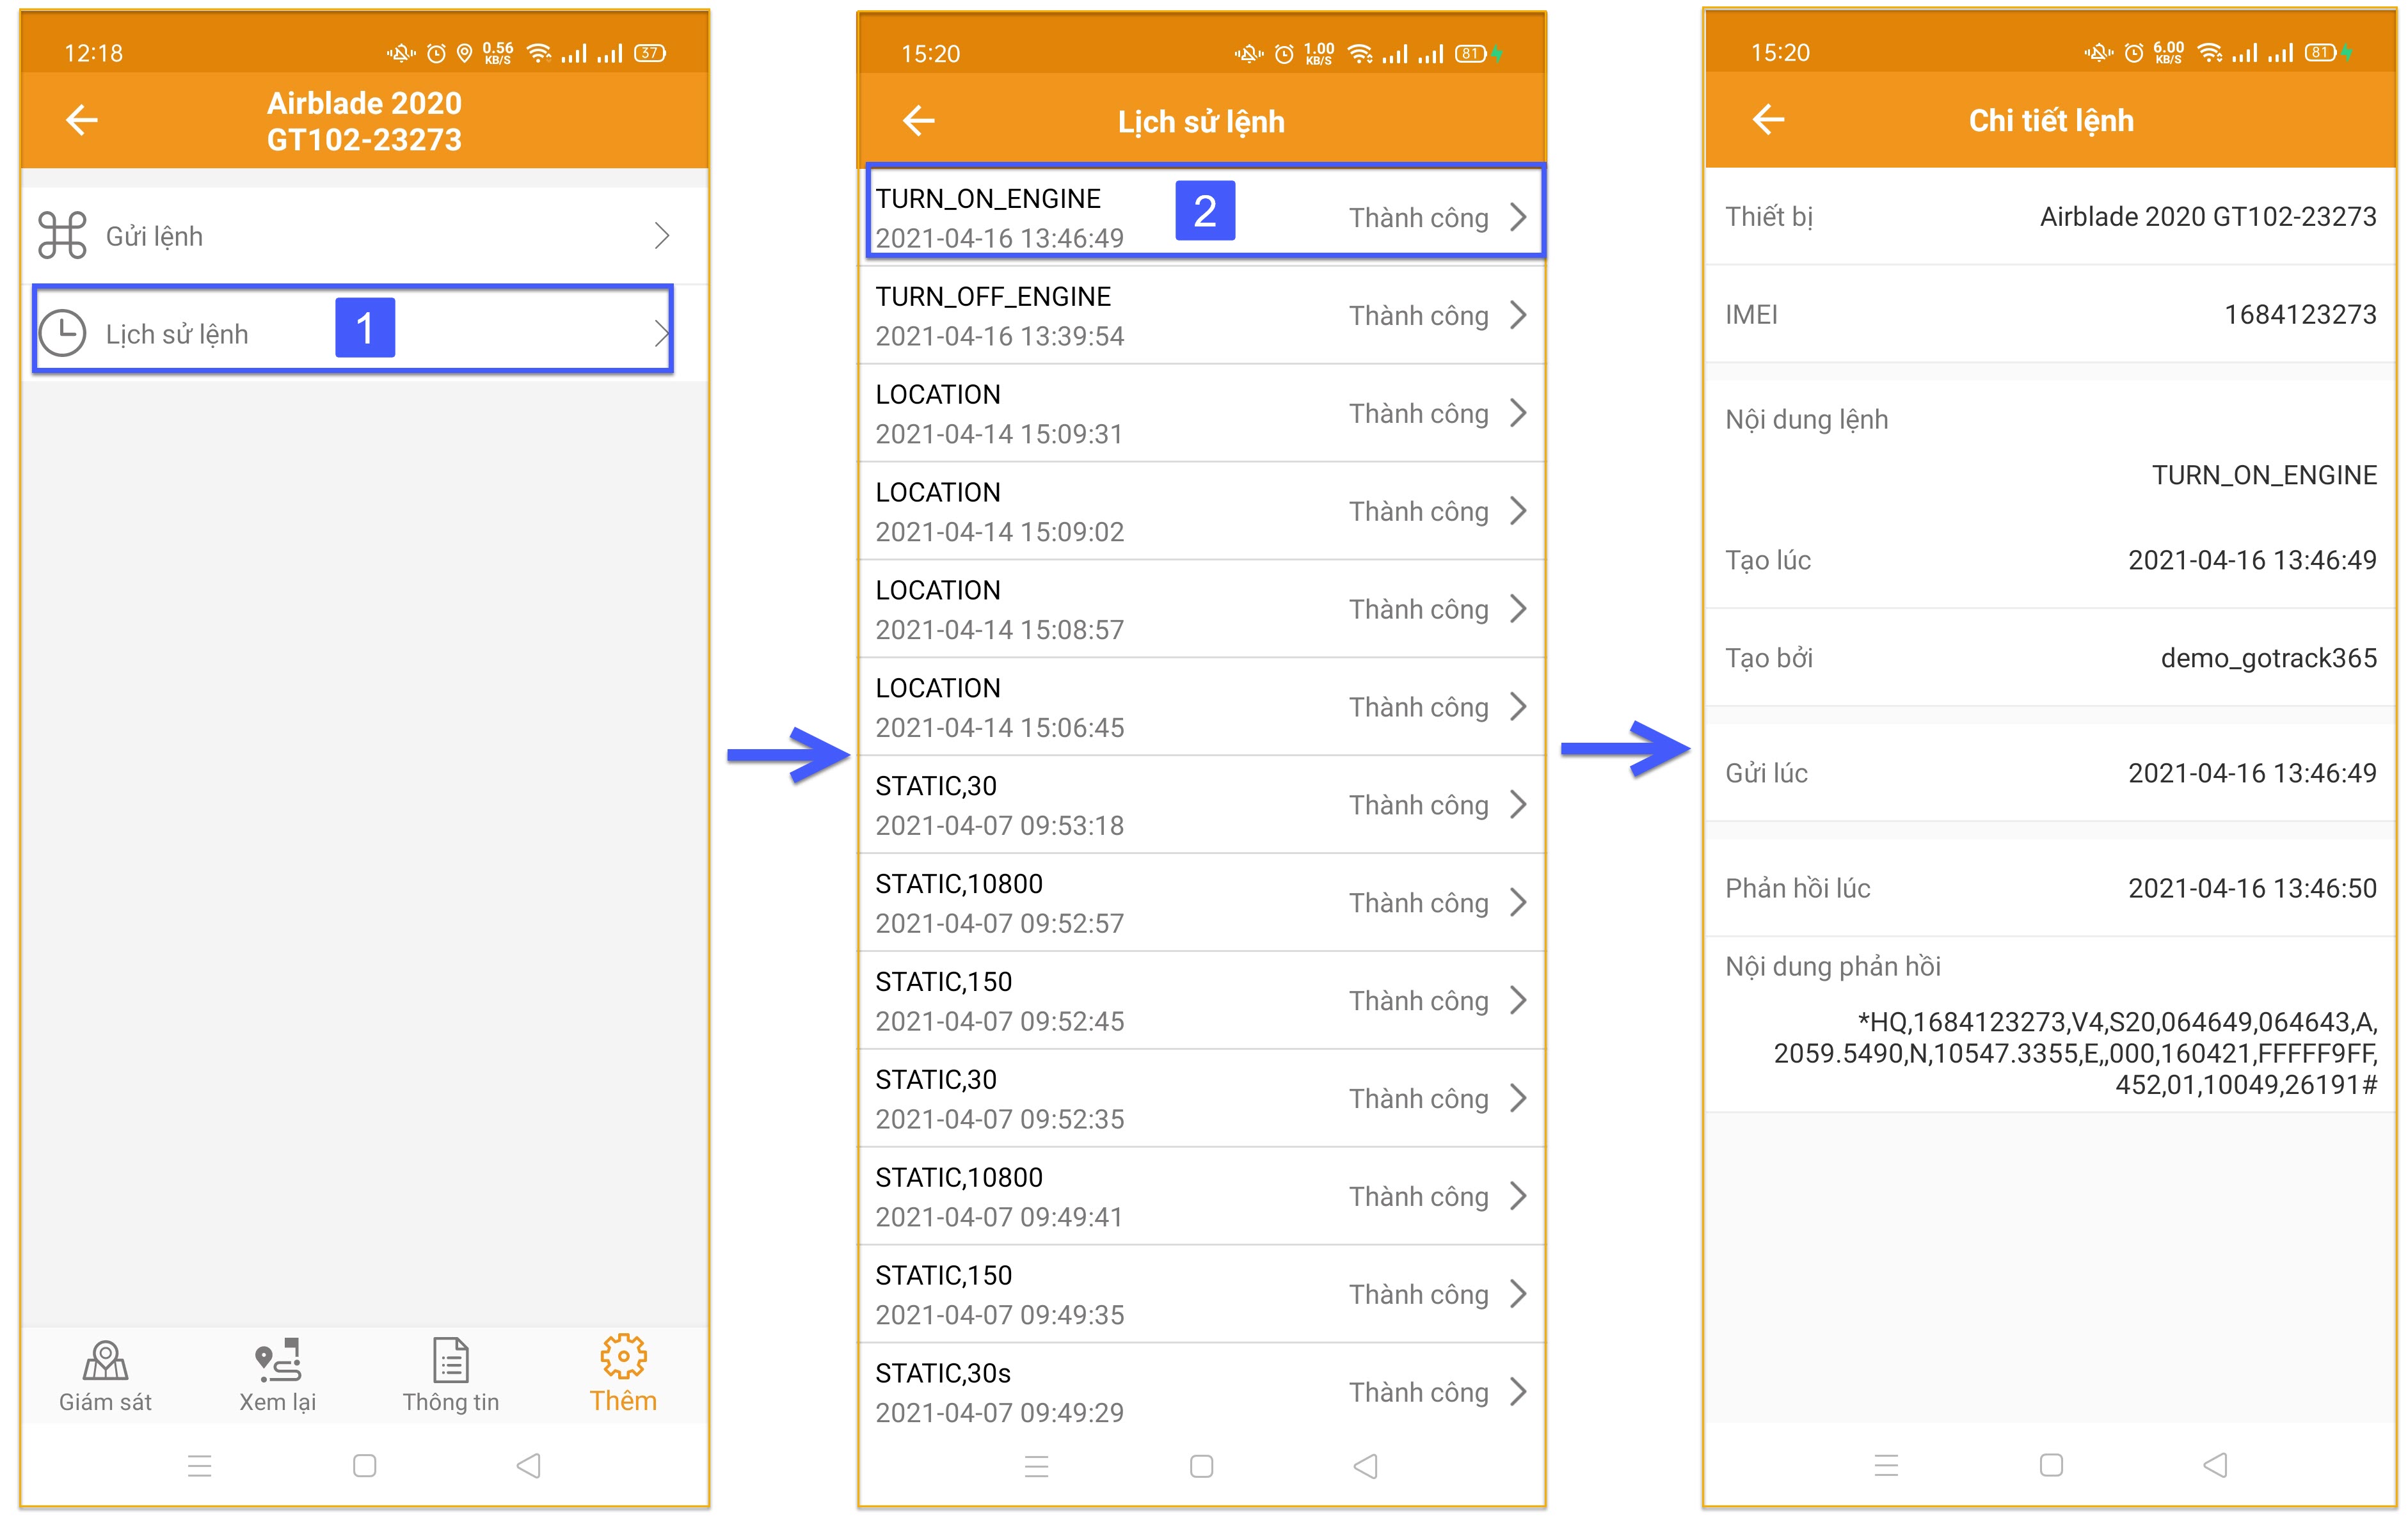 12:18
0.56
KB/S
37
Airblade 2020
GT102-23273
Gửi lệnh
Lịch sử lệnh
1
Giám sát
Xem lại
Thông tin
Thêm
15:20
1.00
KB/S
81
Lịch sử lệnh
TURN_ON_ENGINE
2021-04-16 13:46:49
2
Thành công
TURN_OFF_ENGINE
2021-04-16 13:39:54
Thành công
LOCATION
2021-04-14 15:09:31
Thành công
LOCATION
2021-04-14 15:09:02
Thành công
LOCATION
2021-04-14 15:08:57
Thành công
LOCATION
2021-04-14 15:06:45
Thành công
STATIC,30
2021-04-07 09:53:18
Thành công
STATIC,10800
2021-04-07 09:52:57
Thành công
STATIC,150
2021-04-07 09:52:45
Thành công
STATIC,30
2021-04-07 09:52:35
Thành công
STATIC,10800
2021-04-07 09:49:41
Thành công
STATIC,150
2021-04-07 09:49:35
Thành công
STATIC,30s
2021-04-07 09:49:29
Thành công
15:20
6.00
KB/S
81
Chi tiết lệnh
Thiết bị Airblade 2020 GT102-23273
IMEI 1684123273
Nội dung lệnh
TURN_ON_ENGINE
Tạo lúc 2021-04-16 13:46:49
Tạo bởi demo_gotrack365
Gửi lúc 2021-04-16 13:46:49
Phản hồi lúc 2021-04-16 13:46:50
Nội dung phản hồi
*HQ,1684123273,V4,S20,064649,064643,A,
2059.5490,N,10547.3355,E,,000,160421,FFFFF9FF,
452,01,10049,26191#